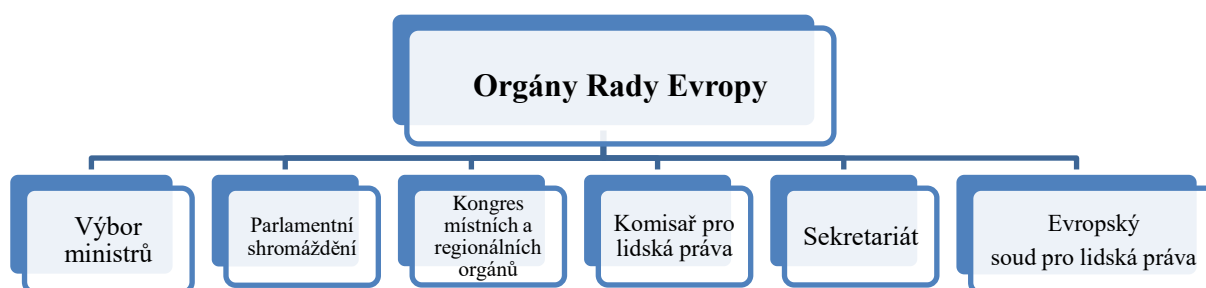 Orgány Rady Evropy
Výbor
ministrů
Parlamentní
shromáždění
Kongres
místních a
regionálních
orgánů
Komisař pro
lidská práva
Sekretariát
Evropský
soud pro lidská práva